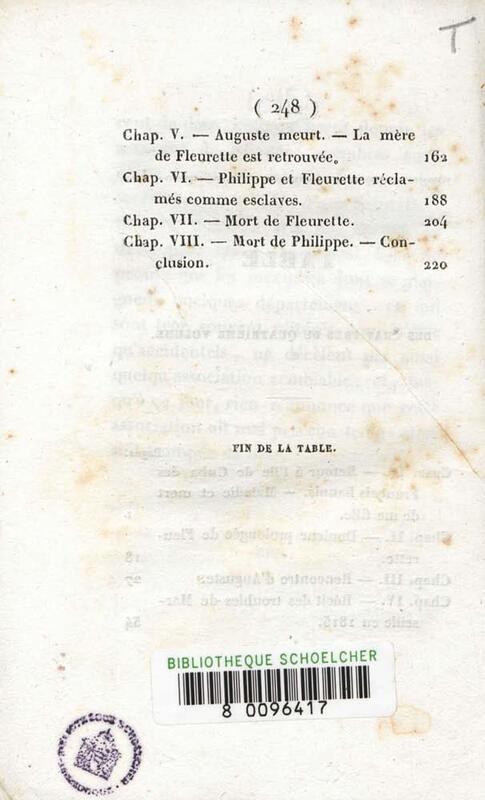 T
( 248 )
Chap. V. — Auguste meurt. — La mère
de Fleurette est retrouvée. 162
Chap. VI. — Philippe et Fleurette récla-
més comme esclaves. 188
Chap. VII. — Mort de Fleurette. 204
Chap. VIII. — Mort de Philippe. — Con-
clusion. 220
FIN DE LA TABLE.
BIBLIOTHEQUE SCHOELCHER
8 0096417